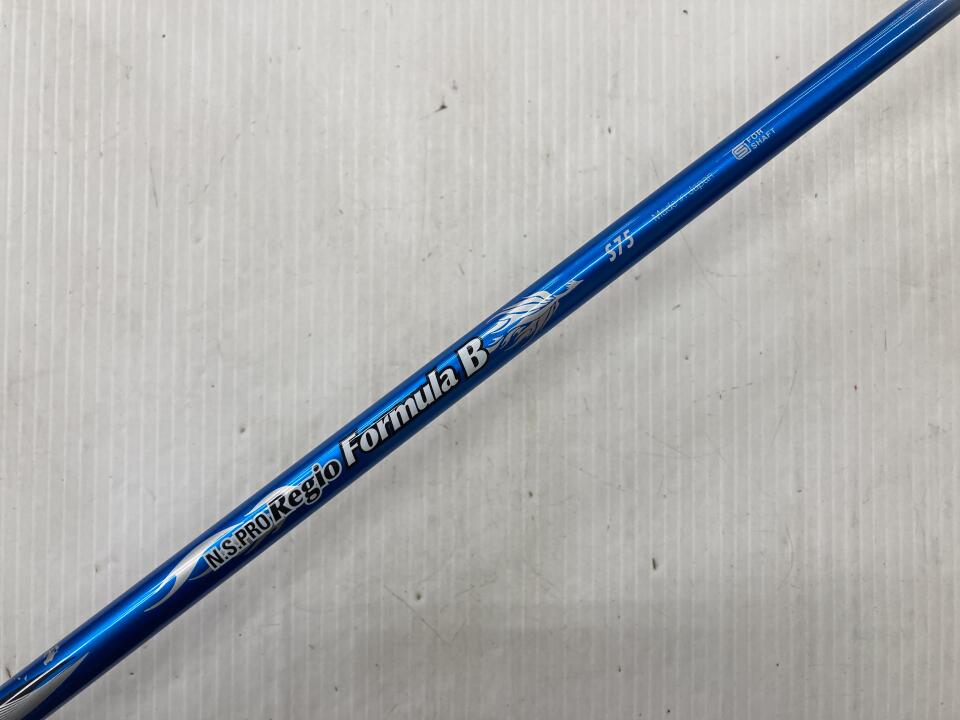 N.S.PRO Regio Formula B
S75
Made in Japan
S FOR
SHAFT